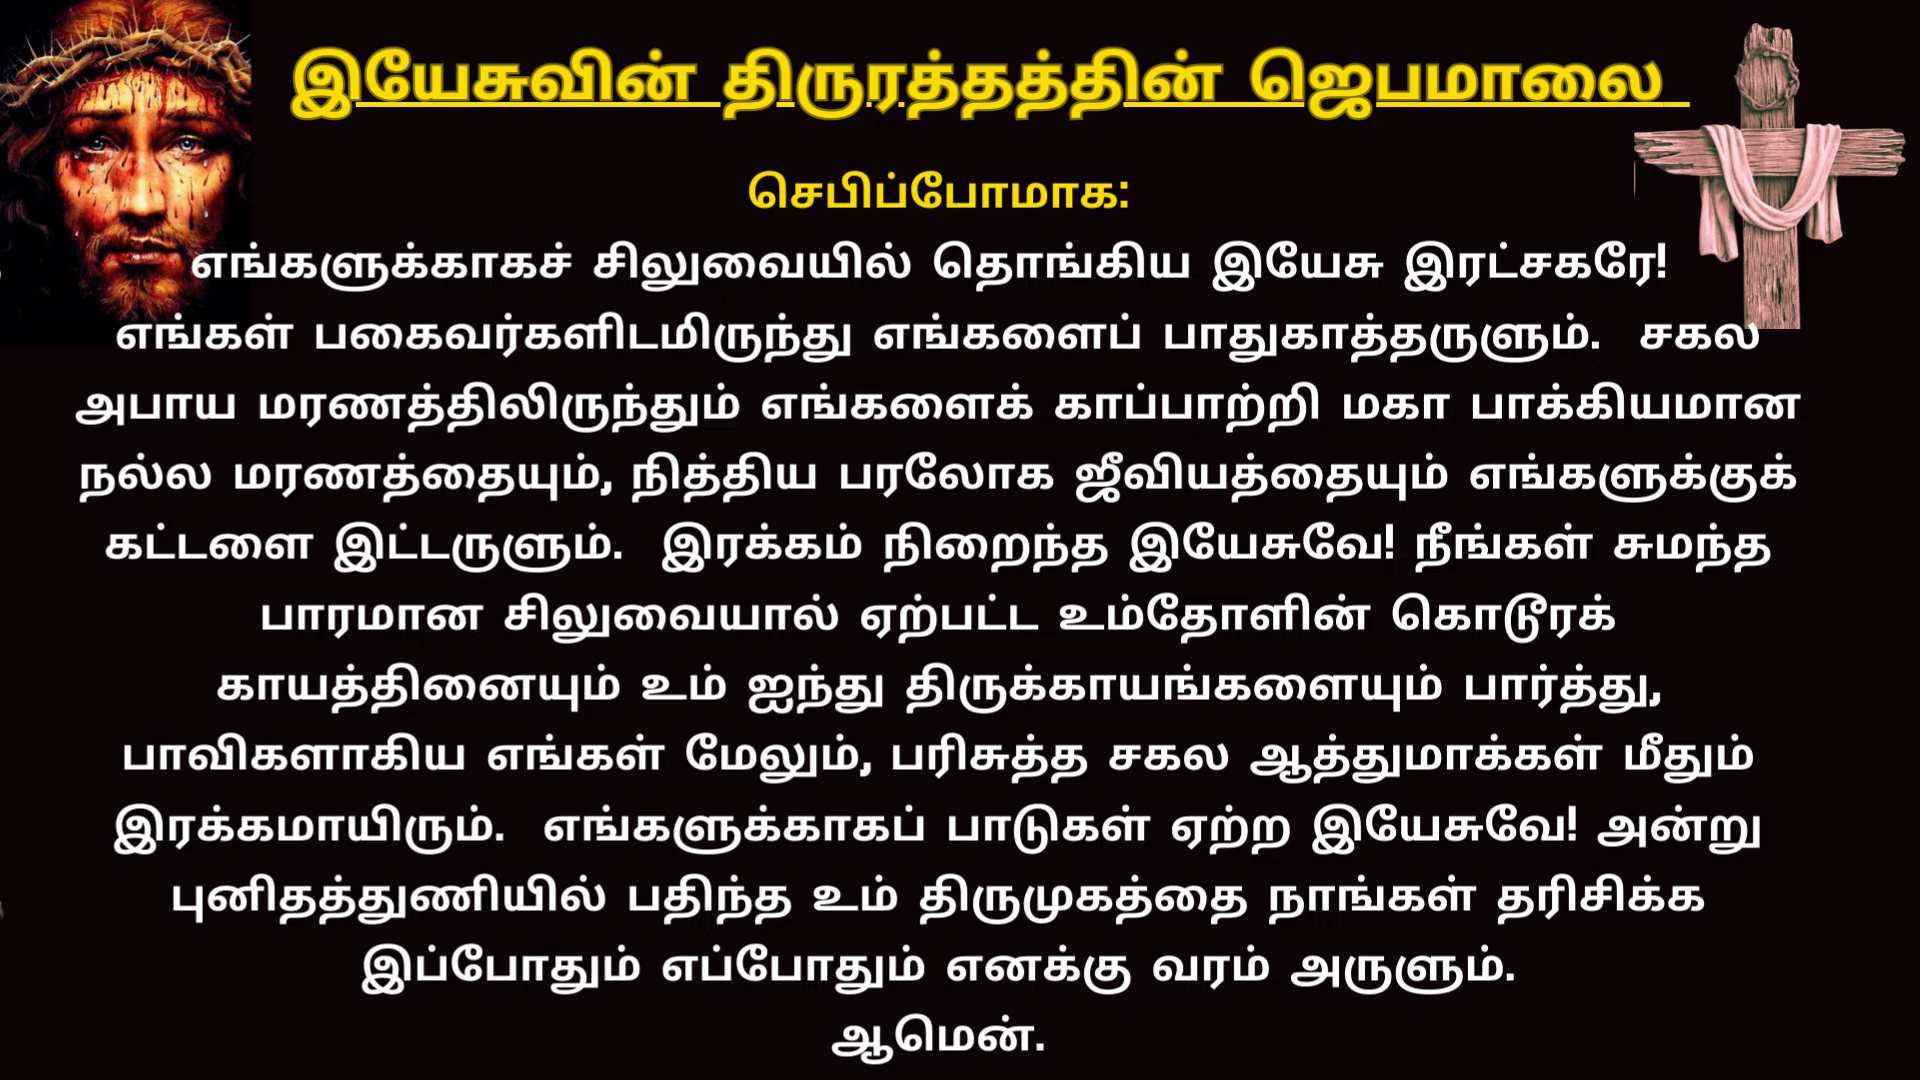 இயேசுவின் திருரத்தத்தின் ஜெபமாலை
செபிப்போமாக:
எங்களுக்காகச் சிலுவையில் தொங்கிய இயேசு இரட்சகரே!
எங்கள் பகைவர்களிடமிருந்து எங்களைப் பாதுகாத்தருளும். சகல
அபாய மரணத்திலிருந்தும் எங்களைக் காப்பாற்றி மகா பாக்கியமான
நல்ல மரணத்தையும், நித்திய பரலோக ஜீவியத்தையும் எங்களுக்குக்
கட்டளை இட்டருளும். இரக்கம் நிறைந்த இயேசுவே! நீங்கள் சுமந்த
பாரமான சிலுவையால் ஏற்பட்ட உம்தோளின் கொடூரக்
காயத்தினையும் உம் ஐந்து திருக்காயங்களையும் பார்த்து,
பாவிகளாகிய எங்கள் மேலும், பரிசுத்த சகல ஆத்துமாக்கள் மீதும்
இரக்கமாயிரும். எங்களுக்காகப் பாடுகள் ஏற்ற இயேசுவே! அன்று
புனிதத்துணியில் பதிந்த உம் திருமுகத்தை நாங்கள் தரிசிக்க
இப்போதும் எப்போதும் எனக்கு வரம் அருளும்.
ஆமென்.